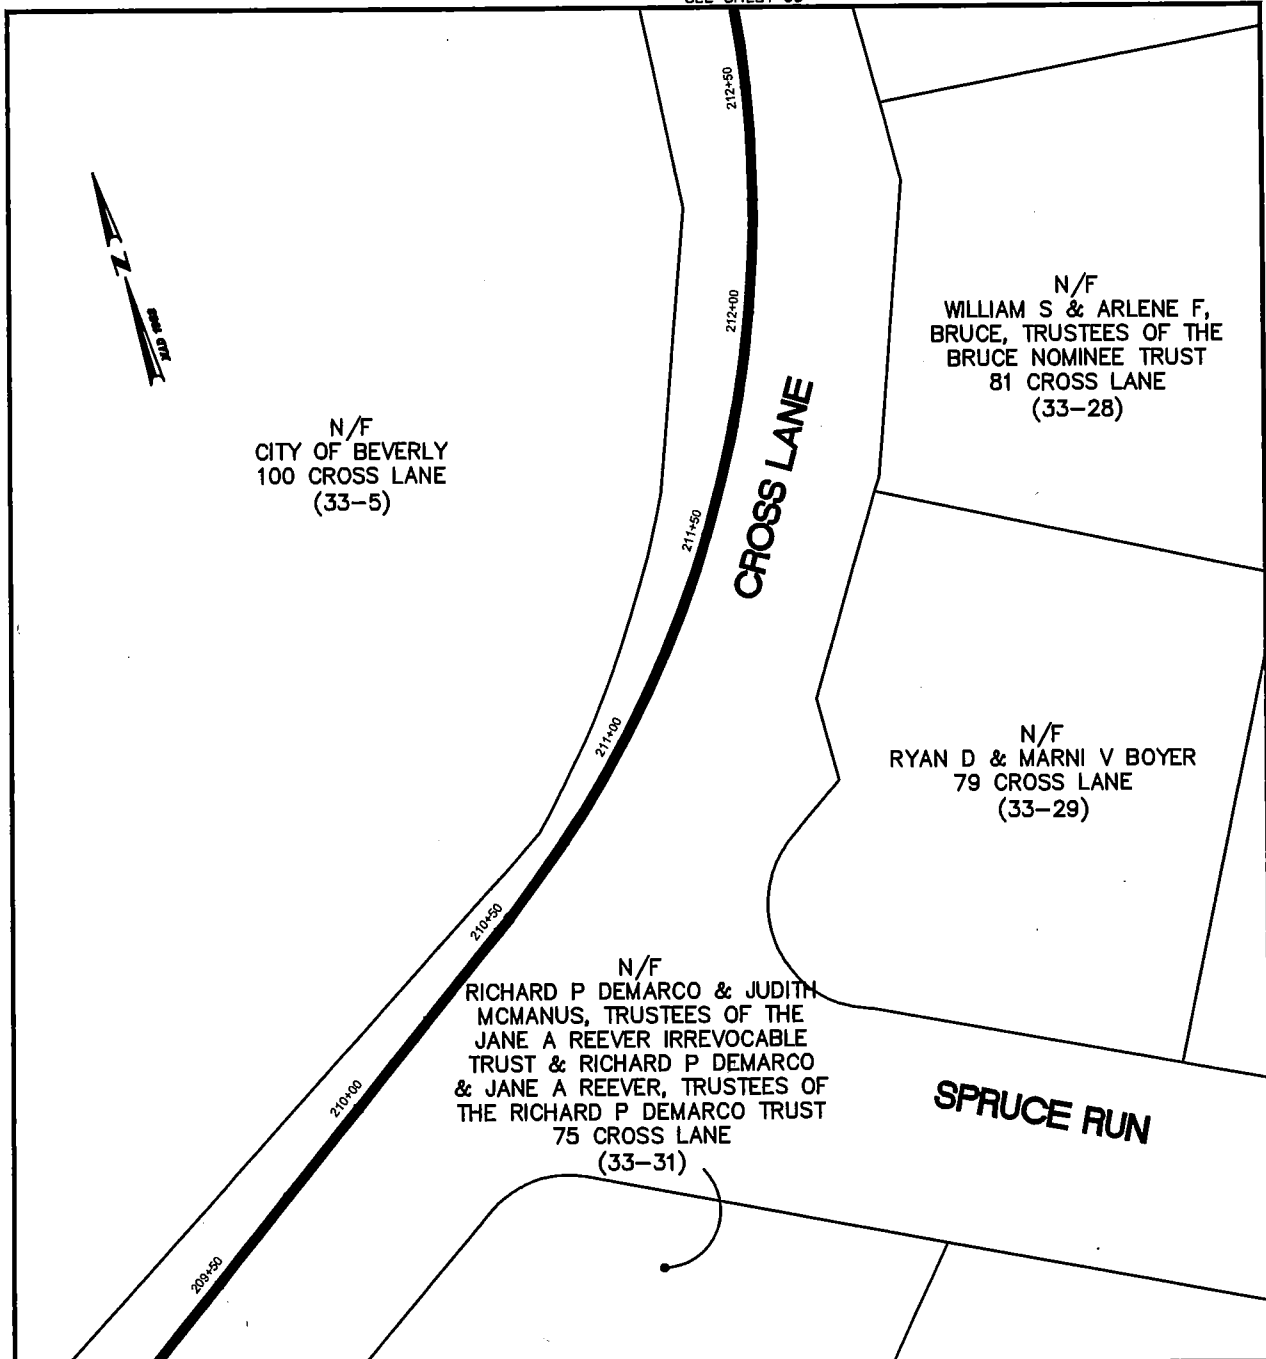 212+50
N
NAD 1983
212+00
N/F
WILLIAM S & ARLENE F,
BRUCE, TRUSTEES OF THE
BRUCE NOMINEE TRUST
81 CROSS LANE
(33-28)
N/F
CITY OF BEVERLY
100 CROSS LANE
(33-5)
CROSS LANE
211+50
211+00
N/F
RYAN D & MARNI V BOYER
79 CROSS LANE
(33-29)
210+50
N/F
RICHARD P DEMARCO & JUDITH
MCMANUS, TRUSTEES OF THE
JANE A REEVER IRREVOCABLE
TRUST & RICHARD P DEMARCO
& JANE A REEVER, TRUSTEES OF
THE RICHARD P DEMARCO TRUST
75 CROSS LANE
(33-31)
210+00
SPRUCE RUN
209+50